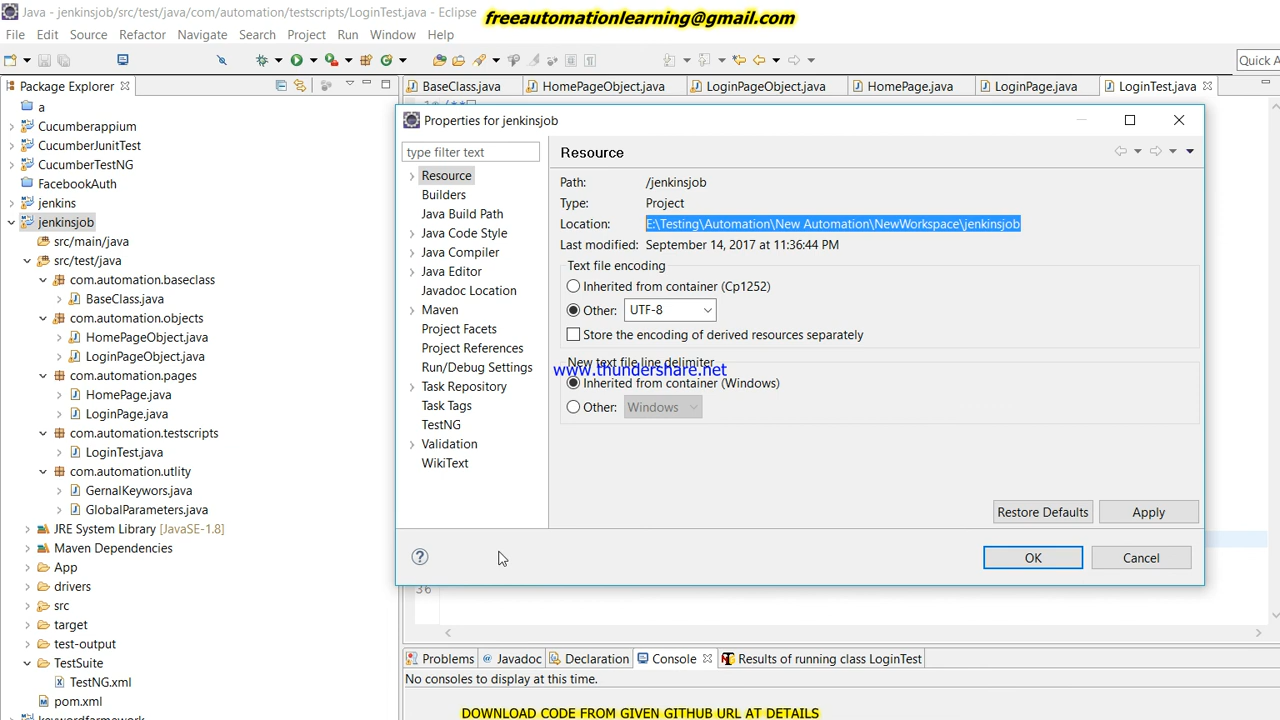 Java - jenkinsjob/src/test/java/com/automation/testscripts/LoginTest.java - Eclipse
freeautomationlearning@gmail.com
File Edit Source Refactor Navigate Search Project Run Window Help
Quick A
Package Explorer
BaseClass.java HomePageObject.java LoginPageObject.java HomePage.java LoginPage.java LoginTest.java
a
Cucumberappium
CucumberJunitTest
CucumberTestNG
FacebookAuth
jenkins
jenkinsjob
src/main/java
src/test/java
com.automation.baseclass
BaseClass.java
com.automation.objects
HomePageObject.java
LoginPageObject.java
com.automation.pages
HomePage.java
LoginPage.java
com.automation.testscripts
LoginTest.java
com.automation.utlity
GernalKeywors.java
GlobalParameters.java
JRE System Library [JavaSE-1.8]
Maven Dependencies
App
drivers
src
target
test-output
TestSuite
TestNG.xml
pom.xml
keywordfarmework
Properties for jenkinsjob
type filter text
Resource
Builders
Java Build Path
Java Code Style
Java Compiler
Java Editor
Javadoc Location
Maven
Project Facets
Project References
Run/Debug Settings
Task Repository
Task Tags
TestNG
Validation
WikiText
Resource
Path: /jenkinsjob
Type: Project
Location: E:\Testing\Automation\New Automation\NewWorkspace\jenkinsjob
Last modified: September 14, 2017 at 11:36:44 PM
Text file encoding
Inherited from container (Cp1252)
Other: UTF-8
Store the encoding of derived resources separately
New text file line delimiter
www.thundershare.net
Inherited from container (Windows)
Other: Windows
Restore Defaults Apply
OK Cancel
36
Problems Javadoc Declaration Console Results of running class LoginTest
No consoles to display at this time.
DOWNLOAD CODE FROM GIVEN GITHUB URL AT DETAILS